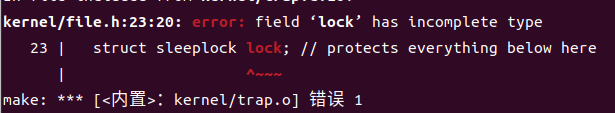 kernel/file.h:23:20: error: field ‘lock’ has incomplete type
23 | struct sleeplock lock; // protects everything below here
| ^~~~
make: *** [<内置>: kernel/trap.o] 错误 1